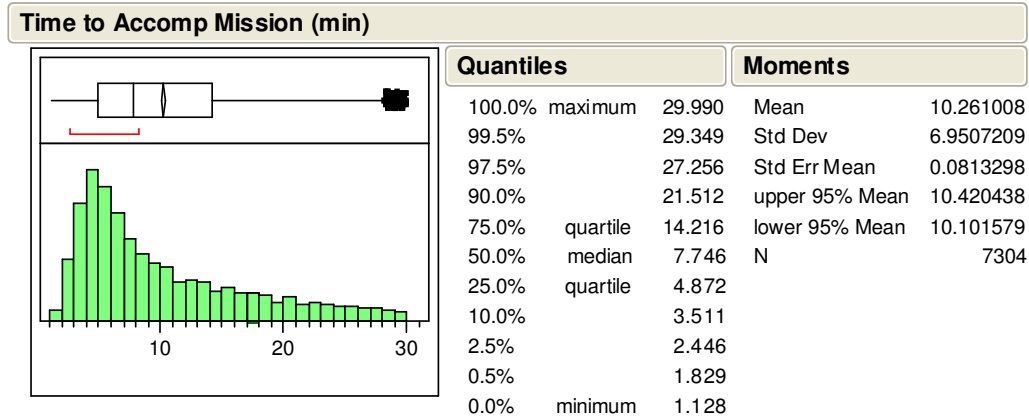 Time to Accomp Mission (min)
10 20 30
Quantiles
100.0% maximum 29.990
99.5% 29.349
97.5% 27.256
90.0% 21.512
75.0% quartile 14.216
50.0% median 7.746
25.0% quartile 4.872
10.0% 3.511
2.5% 2.446
0.5% 1.829
0.0% minimum 1.128
Moments
Mean 10.261008
Std Dev 6.9507209
Std Err Mean 0.0813298
upper 95% Mean 10.420438
lower 95% Mean 10.101579
N 7304